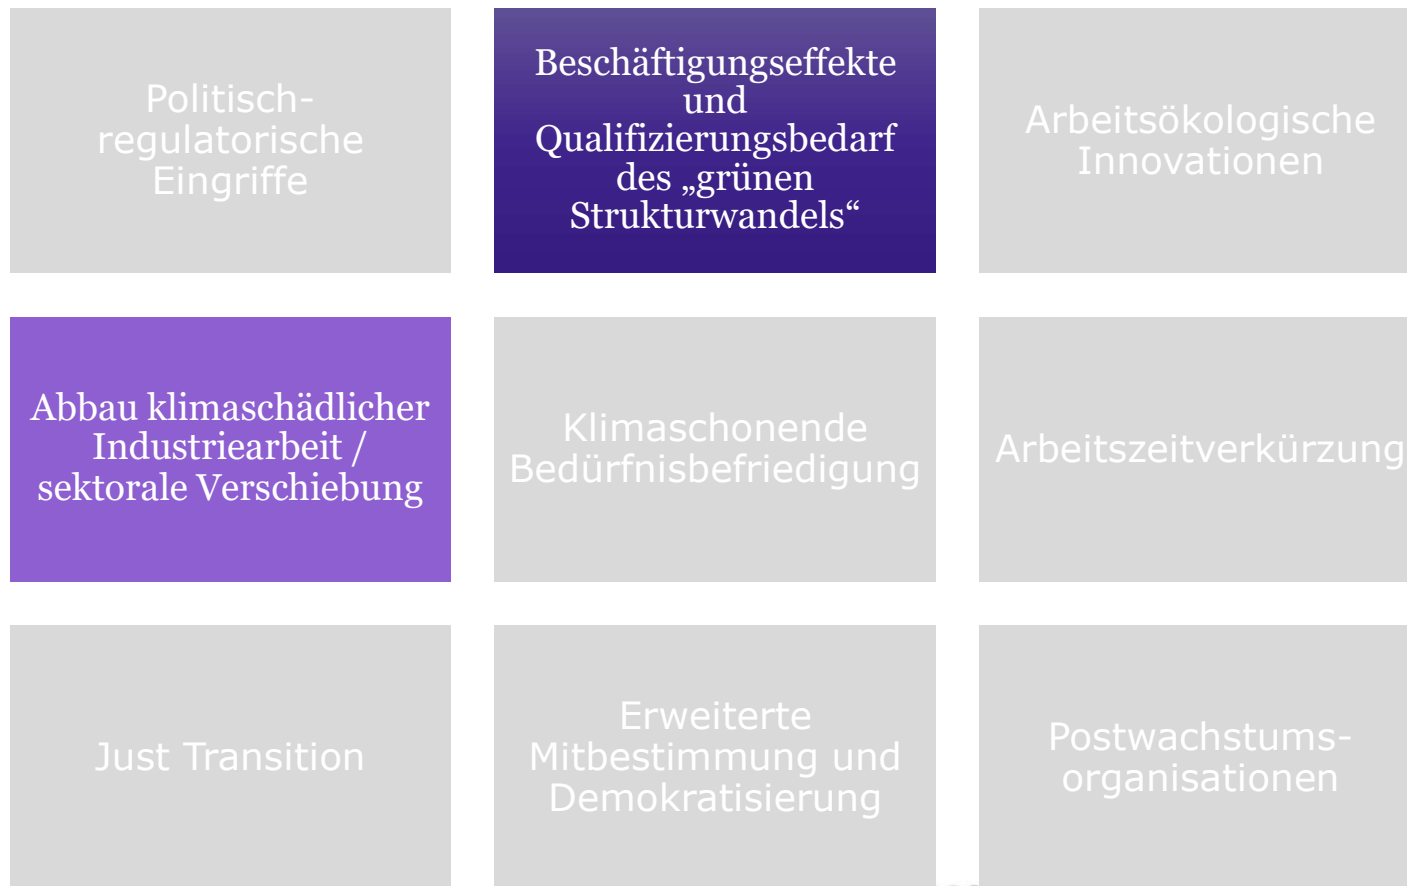 Politisch-
regulatorische
Eingriffe
Beschäftigungseffekte
und
Qualifizierungsbedarf
des „grünen
Strukturwandels“
Arbeitsökologische
Innovationen
Abbau klimaschädlicher
Industriearbeit /
sektorale Verschiebung
Klimaschonende
Bedürfnisbefriedigung
Arbeitszeitverkürzung
Just Transition
Erweiterte
Mitbestimmung und
Demokratisierung
Postwachstums-
organisationen